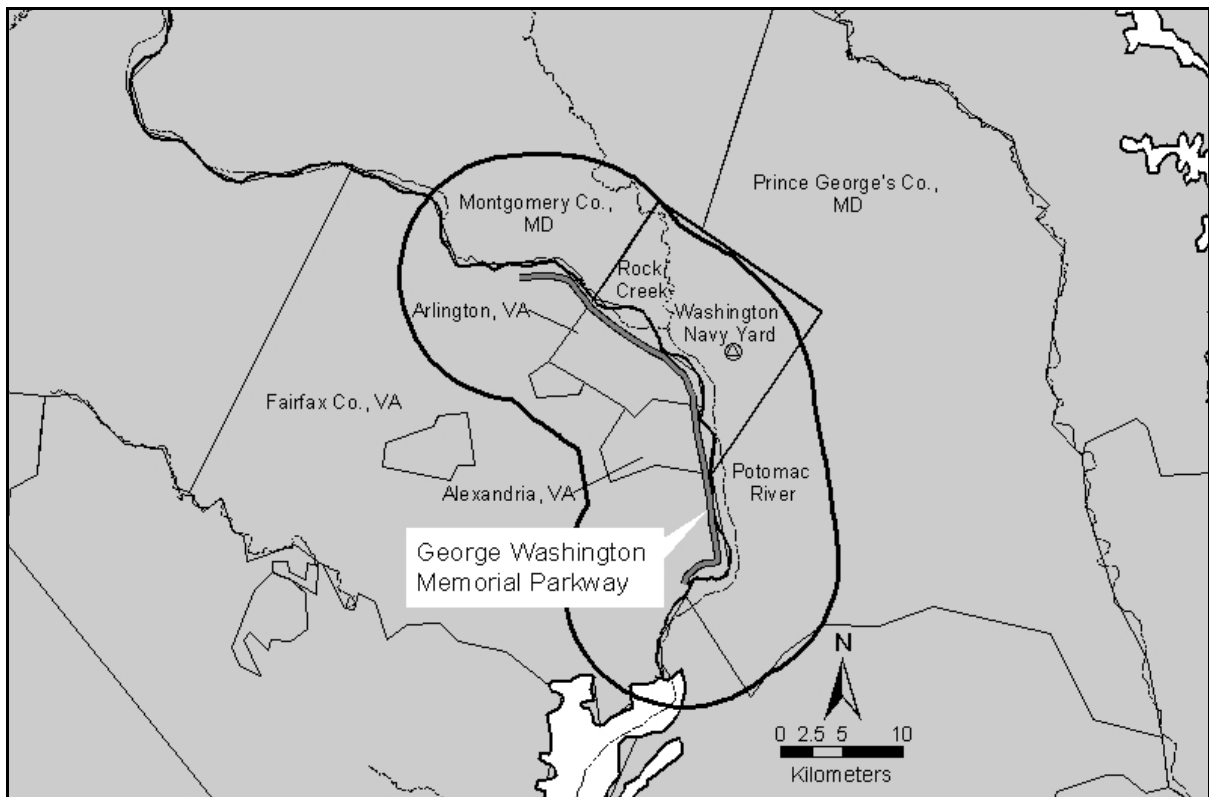 Montgomery Co.,
MD
Prince George's Co.,
MD
Rock
Creek
Washington
Navy Yard
Arlington, VA
Fairfax Co., VA
Alexandria, VA
Potomac
River
George Washington
Memorial Parkway
N
0 2.5 5 10
Kilometers